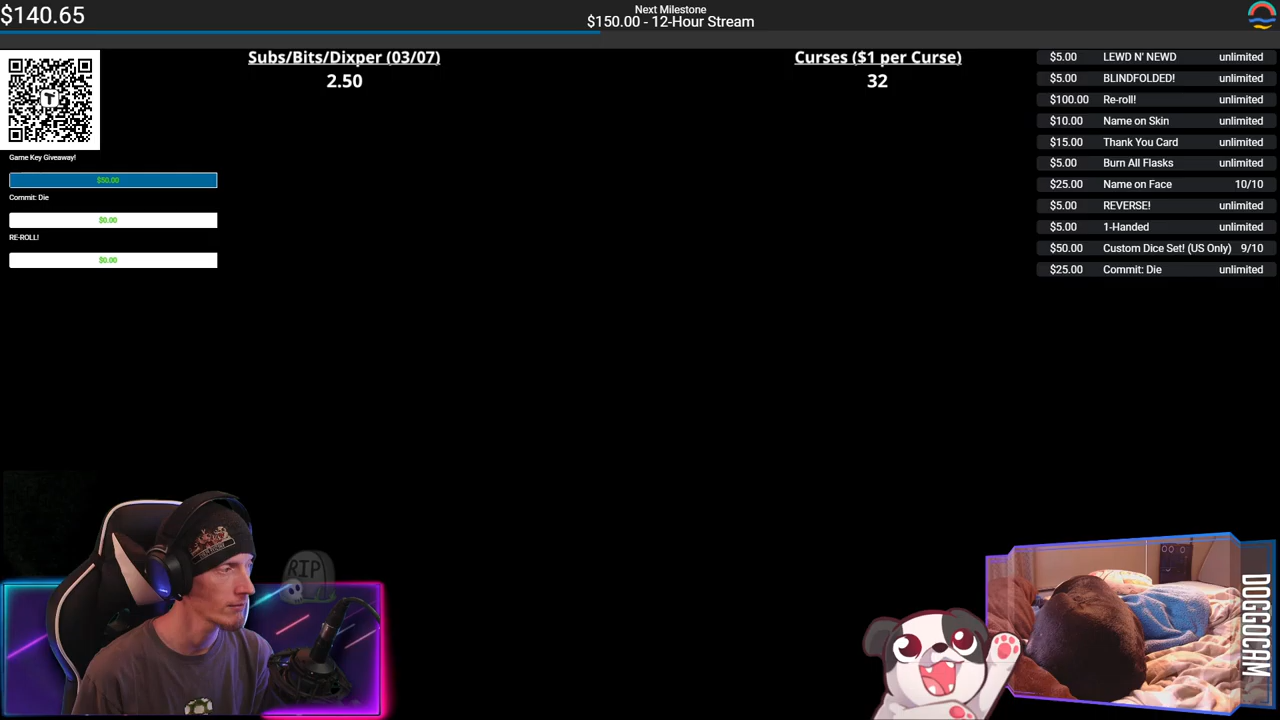 $140.65
Next Milestone
$150.00 - 12-Hour Stream
Subs/Bits/Dixper (03/07)
2.50
Curses ($1 per Curse)
32
$5.00 LEWD N' NEWD unlimited
$5.00 BLINDFOLDED! unlimited
$100.00 Re-roll! unlimited
$10.00 Name on Skin unlimited
$15.00 Thank You Card unlimited
$5.00 Burn All Flasks unlimited
$25.00 Name on Face 10/10
$5.00 REVERSE! unlimited
$5.00 1-Handed unlimited
$50.00 Custom Dice Set! (US Only) 9/10
$25.00 Commit: Die unlimited
T
Game Key Giveaway!
$50.00
Commit: Die
$0.00
RE-ROLL!
$0.00
RIP
DOGGOCAM